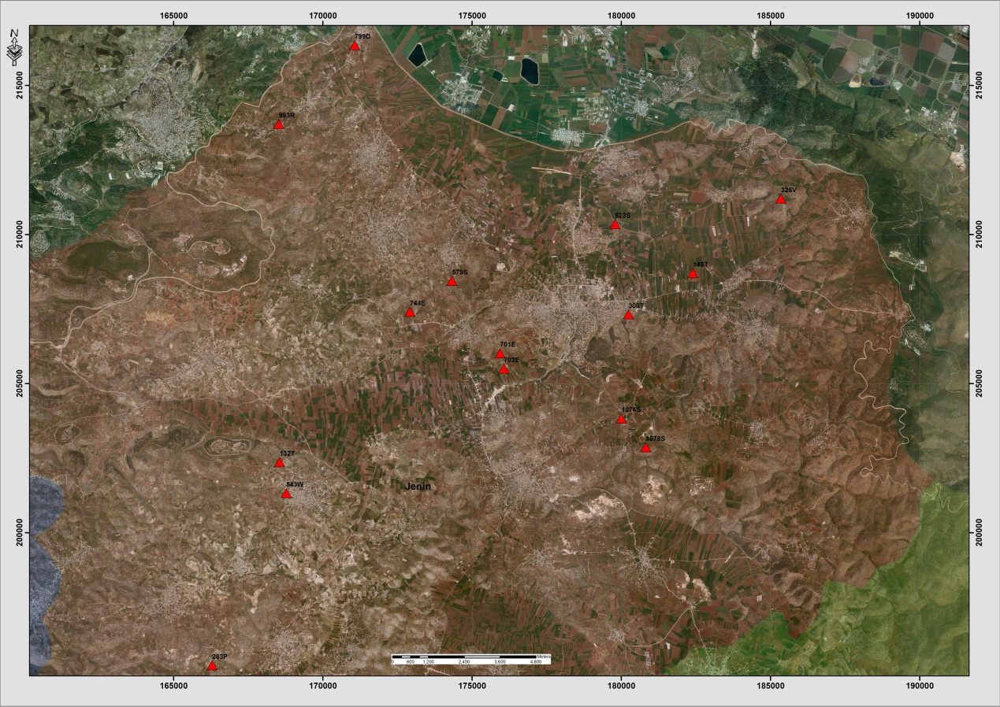 165000 170000 175000 180000 185000 190000
N
799D
215000 215000
993R
326V
523S
210000 210000
149T
579S
744E
300T
701E
702E
205000 205000
1076S
1078S
132T
543W
Jenin
200000 200000
283P
Meters
0 600 1,200 2,400 3,600 4,800
165000 170000 175000 180000 185000 190000